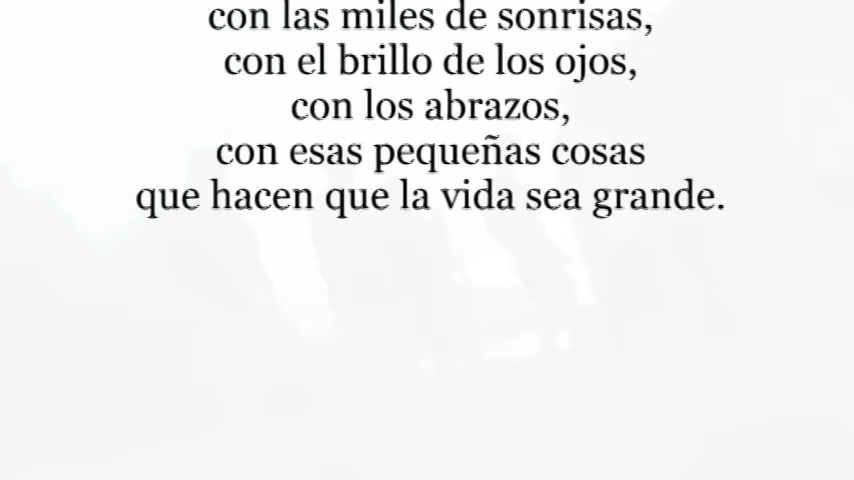 con las miles de sonrisas,
con el brillo de los ojos,
con los abrazos,
con esas pequeñas cosas
que hacen que la vida sea grande.